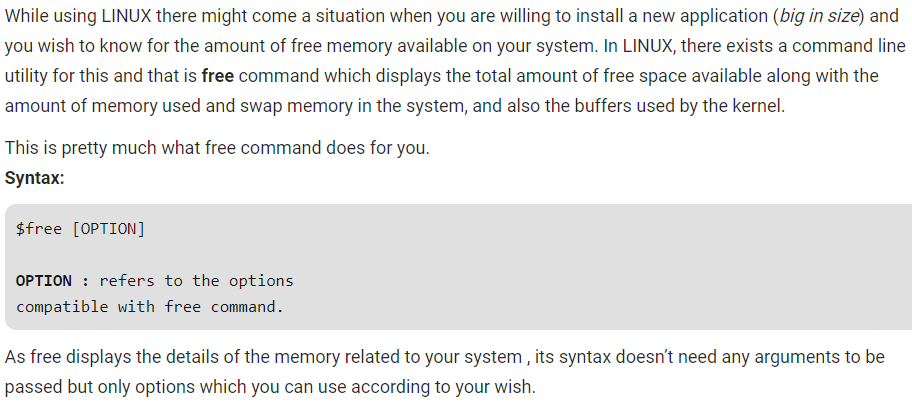 While using LINUX there might come a situation when you are willing to install a new application (big in size) and
you wish to know for the amount of free memory available on your system. In LINUX, there exists a command line
utility for this and that is free command which displays the total amount of free space available along with the
amount of memory used and swap memory in the system, and also the buffers used by the kernel.
This is pretty much what free command does for you.
Syntax:
$free [OPTION]
OPTION : refers to the options
compatible with free command.
As free displays the details of the memory related to your system , its syntax doesn’t need any arguments to be
passed but only options which you can use according to your wish.